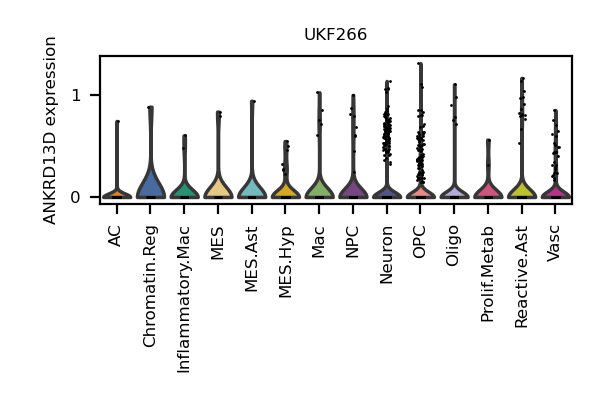 UKF266
ANKRD13D expression
1
0
AC
Chromatin.Reg
Inflammatory.Mac
MES
MES.Ast
MES.Hyp
Mac
NPC
Neuron
OPC
Oligo
Prolif.Metab
Reactive.Ast
Vasc